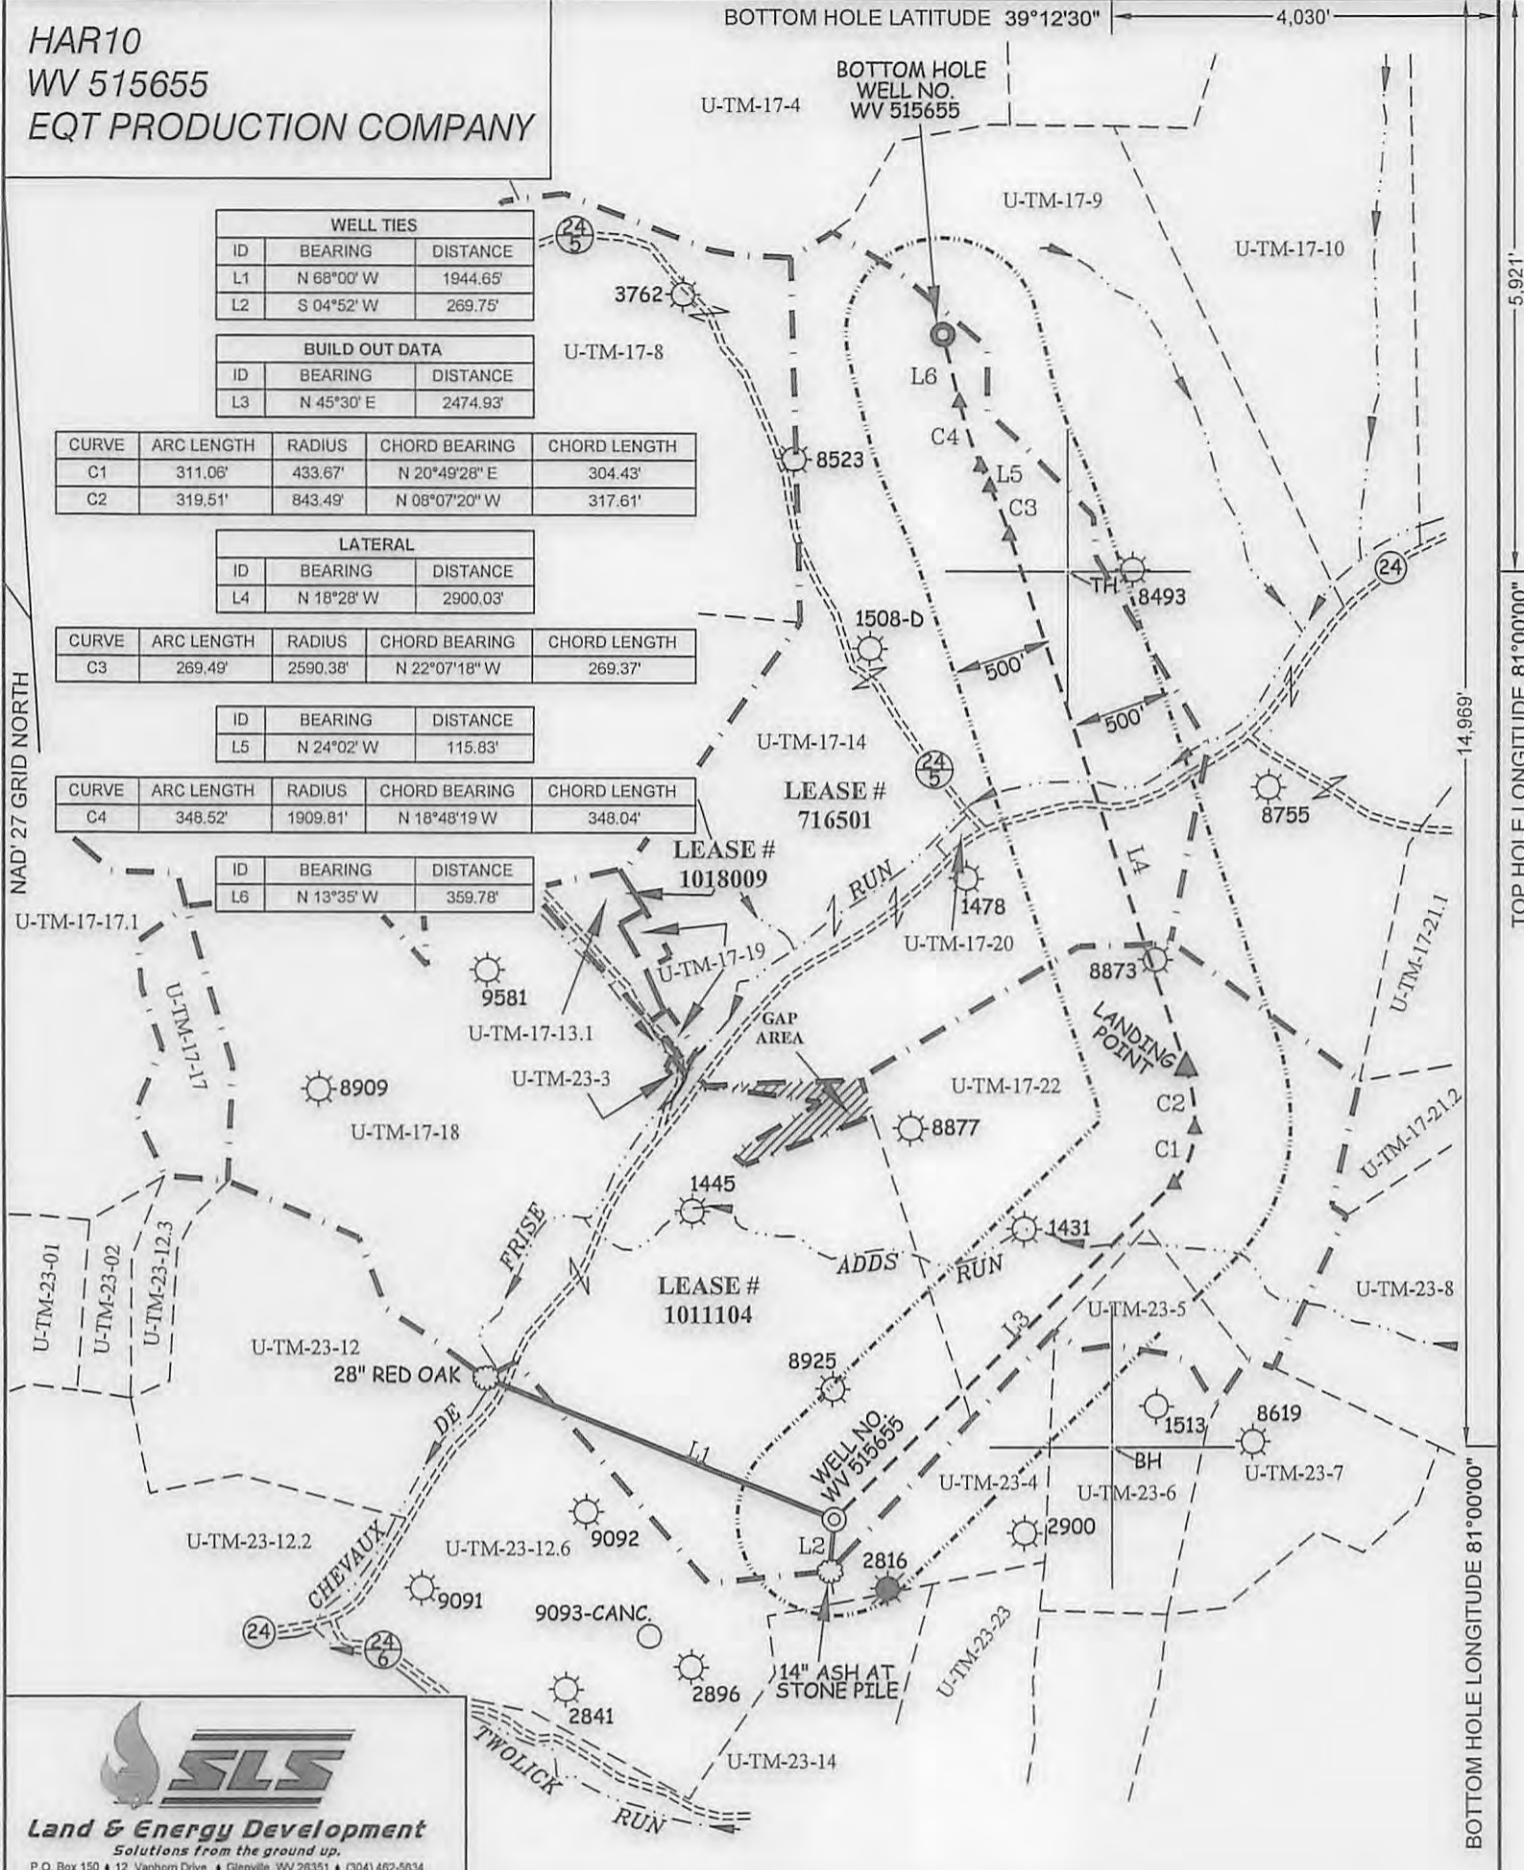 HAR10
WV 515655
EQT PRODUCTION COMPANY
BOTTOM HOLE LATITUDE 39°12'30"
4,030'
BOTTOM HOLE
WELL NO.
WV 515655
U-TM-17-4
U-TM-17-9
U-TM-17-10
5,921'
WELL TIES
ID BEARING DISTANCE
L1 N 68°00' W 1944.65'
L2 S 04°52' W 269.75'
24
5
3762
U-TM-17-8
BUILD OUT DATA
ID BEARING DISTANCE
L3 N 45°30' E 2474.93'
CURVE ARC LENGTH RADIUS CHORD BEARING CHORD LENGTH
C1 311.06' 433.67' N 20°49'28" E 304.43'
C2 319.51' 843.49' N 08°07'20" W 317.61'
LATERAL
ID BEARING DISTANCE
L4 N 18°28' W 2900.03'
CURVE ARC LENGTH RADIUS CHORD BEARING CHORD LENGTH
C3 269.49' 2590.38' N 22°07'18" W 269.37'
ID BEARING DISTANCE
L5 N 24°02' W 115.83'
CURVE ARC LENGTH RADIUS CHORD BEARING CHORD LENGTH
C4 348.52' 1909.81' N 18°48'19 W 348.04'
ID BEARING DISTANCE
L6 N 13°35' W 359.78'
NAD' 27 GRID NORTH
L6
C4
L5
C3
8523
TH
8493
24
1508-D
500'
500'
14,969'
TOP HOLE LONGITUDE 81°00'00"
U-TM-17-14
24
5
LEASE #
716501
8755
LEASE #
1018009
RUN
L4
1478
U-TM-17-20
U-TM-17-21.1
U-TM-17-17.1
U-TM-17-17
9581
U-TM-17-19
U-TM-17-13.1
8873
LANDING
POINT
GAP
AREA
U-TM-23-3
U-TM-17-22
8909
U-TM-17-18
8877
C2
C1
U-TM-17-21.2
1445
1431
FRISE
ADDS
RUN
U-TM-23-01
U-TM-23-02
U-TM-23-12.3
LEASE #
1011104
U-TM-23-8
U-TM-23-5
L3
U-TM-23-12
28" RED OAK
8925
DE
L1
WELL NO.
WV 515655
1513
8619
BH
U-TM-23-4
U-TM-23-6
U-TM-23-7
U-TM-23-12.2
CHEVAUX
U-TM-23-12.6
9092
L2
2816
2900
9091
24
24
6
9093-CANC.
2896
2841
14" ASH AT
STONE PILE
U-TM-23-23
U-TM-23-14
TWOLICK
RUN
BOTTOM HOLE LONGITUDE 81°00'00"
SLS
Land & Energy Development
Solutions from the ground up.
P.O. Box 150 ▲ 12 Vanhorn Drive ▲ Glenville, WV 26351 ▲ (304) 462-5634